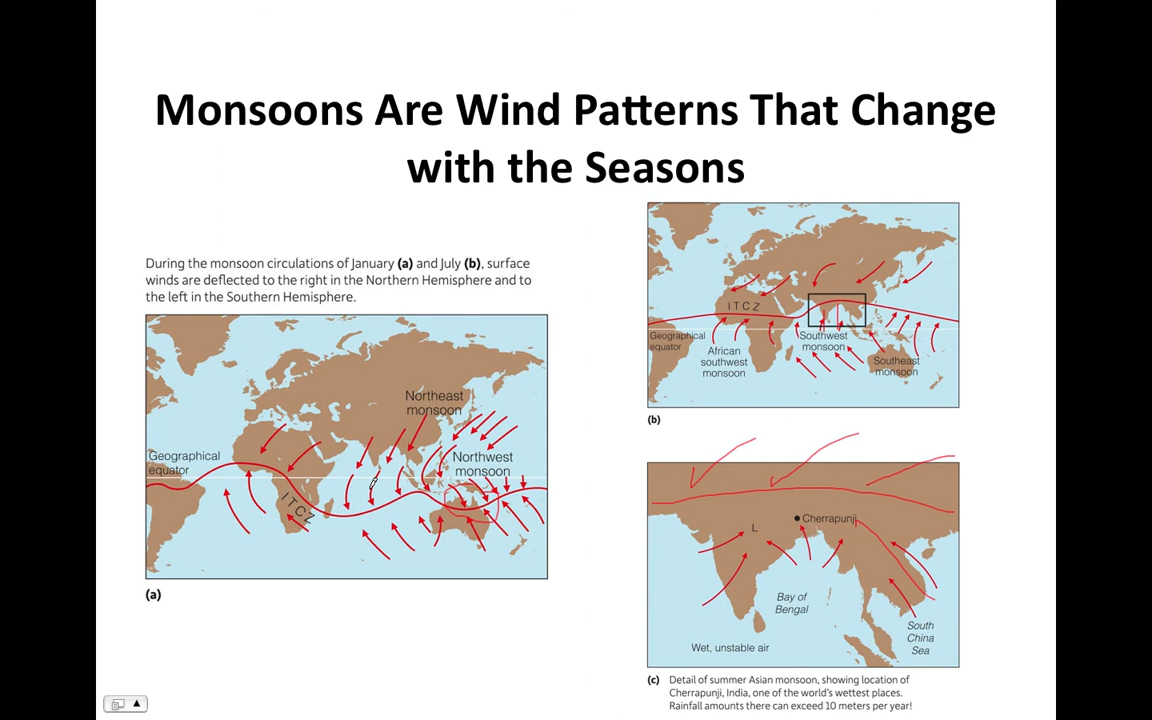 Monsoons Are Wind Patterns That Change
with the Seasons
During the monsoon circulations of January (a) and July (b), surface
winds are deflected to the right in the Northern Hemisphere and to
the left in the Southern Hemisphere.
Northeast
monsoon
Geographical
equator
Northwest
monsoon
ITCZ
(a)
ITCZ
Geographical
equator
African
southwest
monsoon
Southwest
monsoon
Southeast
monsoon
(b)
L
Cherrapunji
Bay of
Bengal
South
China
Sea
Wet, unstable air
(c) Detail of summer Asian monsoon, showing location of
Cherrapunji, India, one of the world's wettest places.
Rainfall amounts there can exceed 10 meters per year!